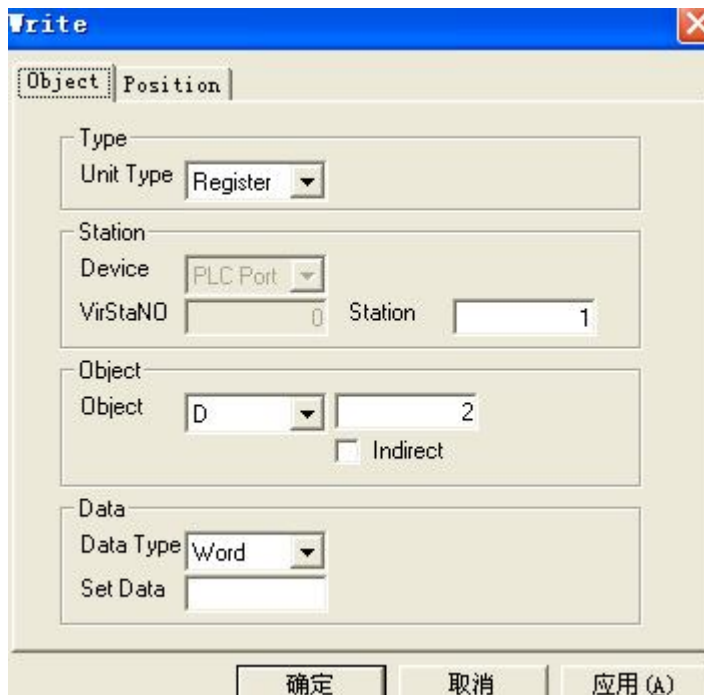 Write
Object Position
Type
Unit Type Register
Station
Device PLC Port
VirStaNO 0 Station 1
Object
Object D 2
Indirect
Data
Data Type Word
Set Data
确定 取消 应用(A)